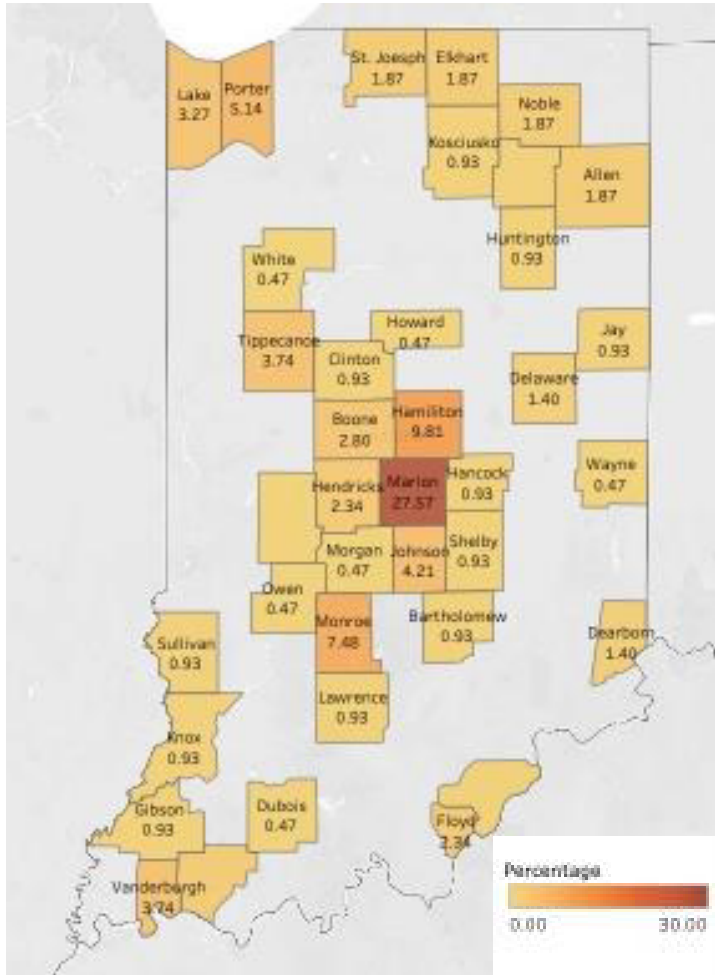 St. Joesph
1.87
Elkhart
1.87
Lake
3.27
Porter
5.14
Noble
1.87
Kosciusko
0.93
Allen
1.87
Huntington
0.93
White
0.47
Howard
0.47
Jay
0.93
Tippecanoe
3.74
Clinton
0.93
Delaware
1.40
Boone
2.80
Hamiliton
9.81
Wayne
0.47
Hendricks
2.34
Marion
27.57
Hancock
0.93
Morgan
0.47
Johnson
4.21
Shelby
0.93
Owen
0.47
Monroe
7.48
Bartholomew
0.93
Dearborn
1.40
Sullivan
0.93
Lawrence
0.93
Knox
0.93
Gibson
0.93
Dubois
0.47
Floyd
2.34
Vanderburgh
3.74
Percentage
0.00 30.00